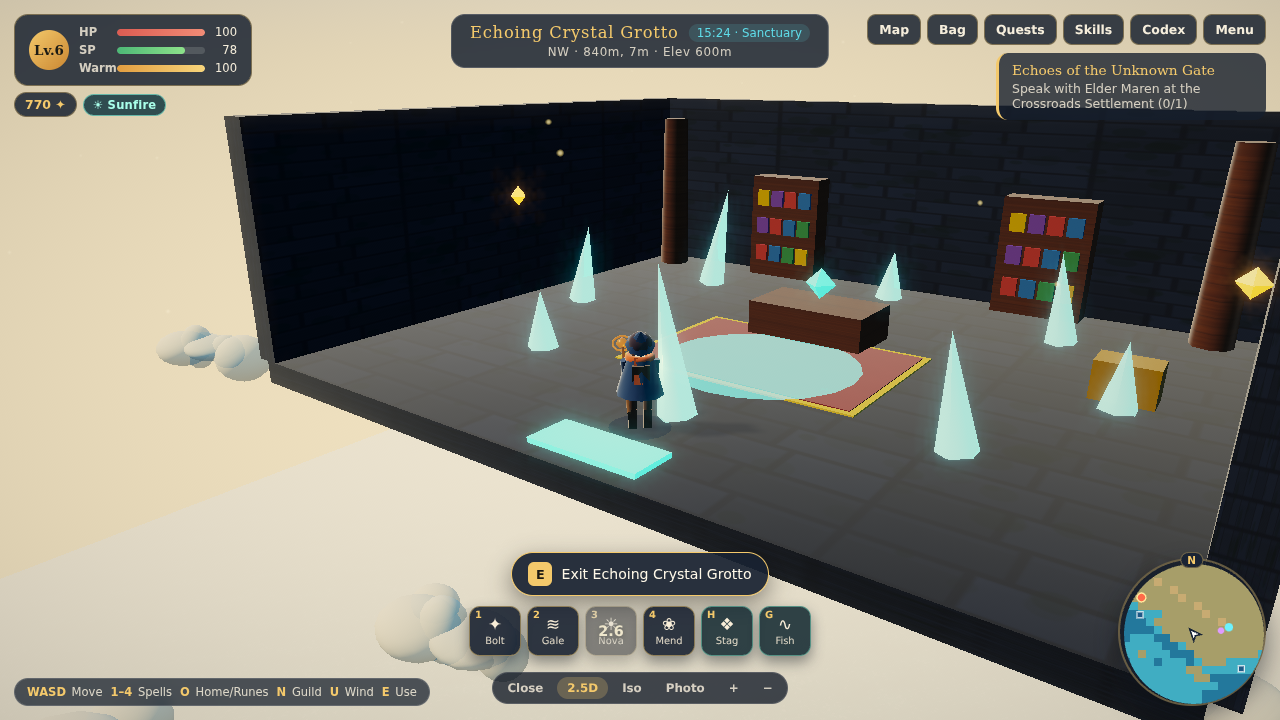 Lv.6
HP 100
SP 78
Warm 100
770 ✦
☀ Sunfire
Echoing Crystal Grotto 15:24 · Sanctuary
NW · 840m, 7m · Elev 600m
Map Bag Quests Skills Codex Menu
Echoes of the Unknown Gate
Speak with Elder Maren at the
Crossroads Settlement (0/1)
E Exit Echoing Crystal Grotto
1 Bolt
2 Gale
3 2.6 Nova
4 Mend
H Stag
G Fish
WASD Move 1–4 Spells O Home/Runes N Guild U Wind E Use
Close 2.5D Iso Photo + −
N